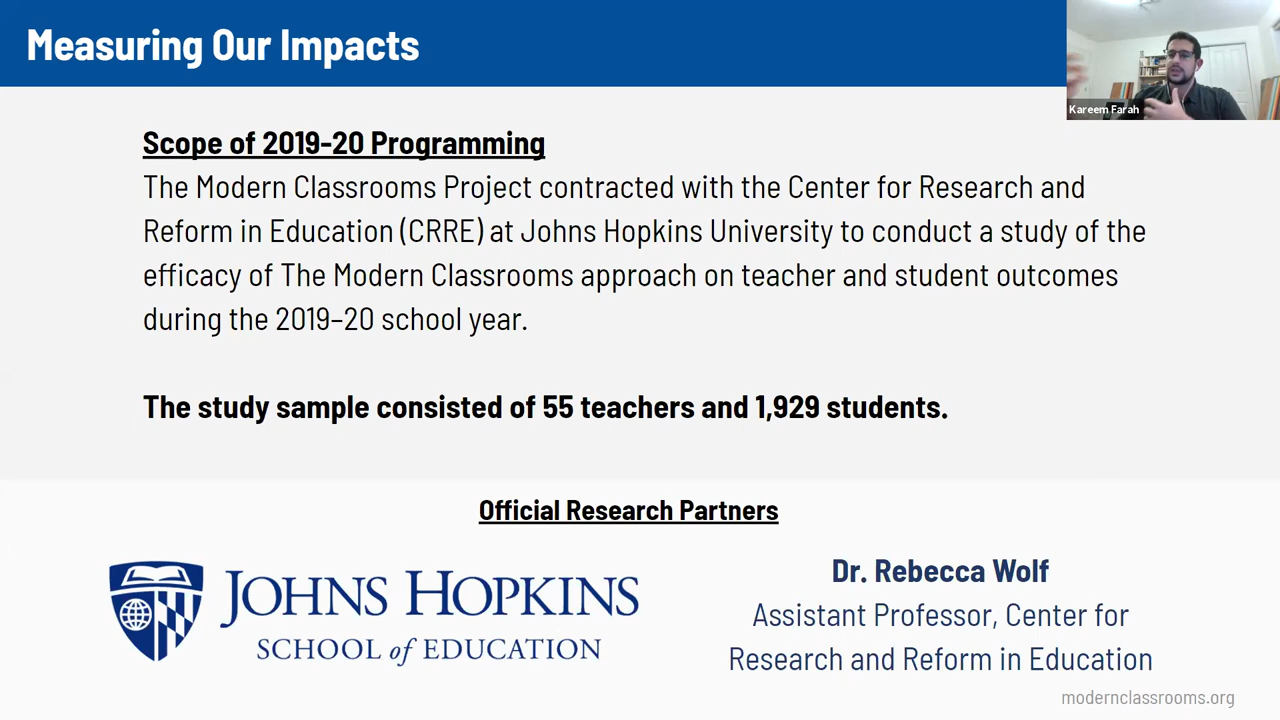 Measuring Our Impacts
Kareem Farah
Scope of 2019-20 Programming
The Modern Classrooms Project contracted with the Center for Research and
Reform in Education (CRRE) at Johns Hopkins University to conduct a study of the
efficacy of The Modern Classrooms approach on teacher and student outcomes
during the 2019–20 school year.
The study sample consisted of 55 teachers and 1,929 students.
Official Research Partners
JOHNS HOPKINS
SCHOOL of EDUCATION
Dr. Rebecca Wolf
Assistant Professor, Center for
Research and Reform in Education
modernclassrooms.org